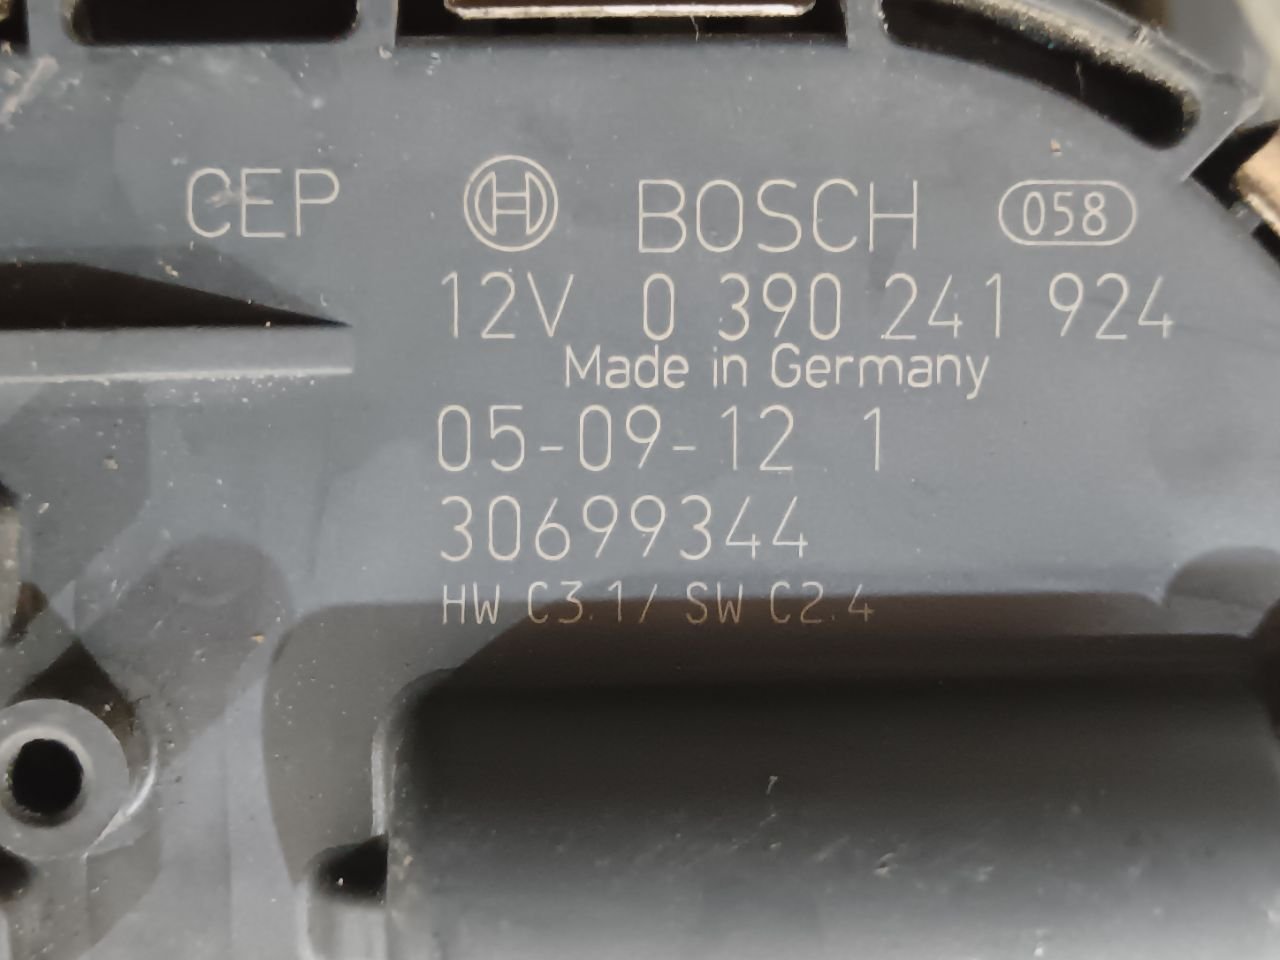 CEP BOSCH 058
12V 0 390 241 924
Made in Germany
05-09-12 1
30699344
HW C3.1/ SW C2.4